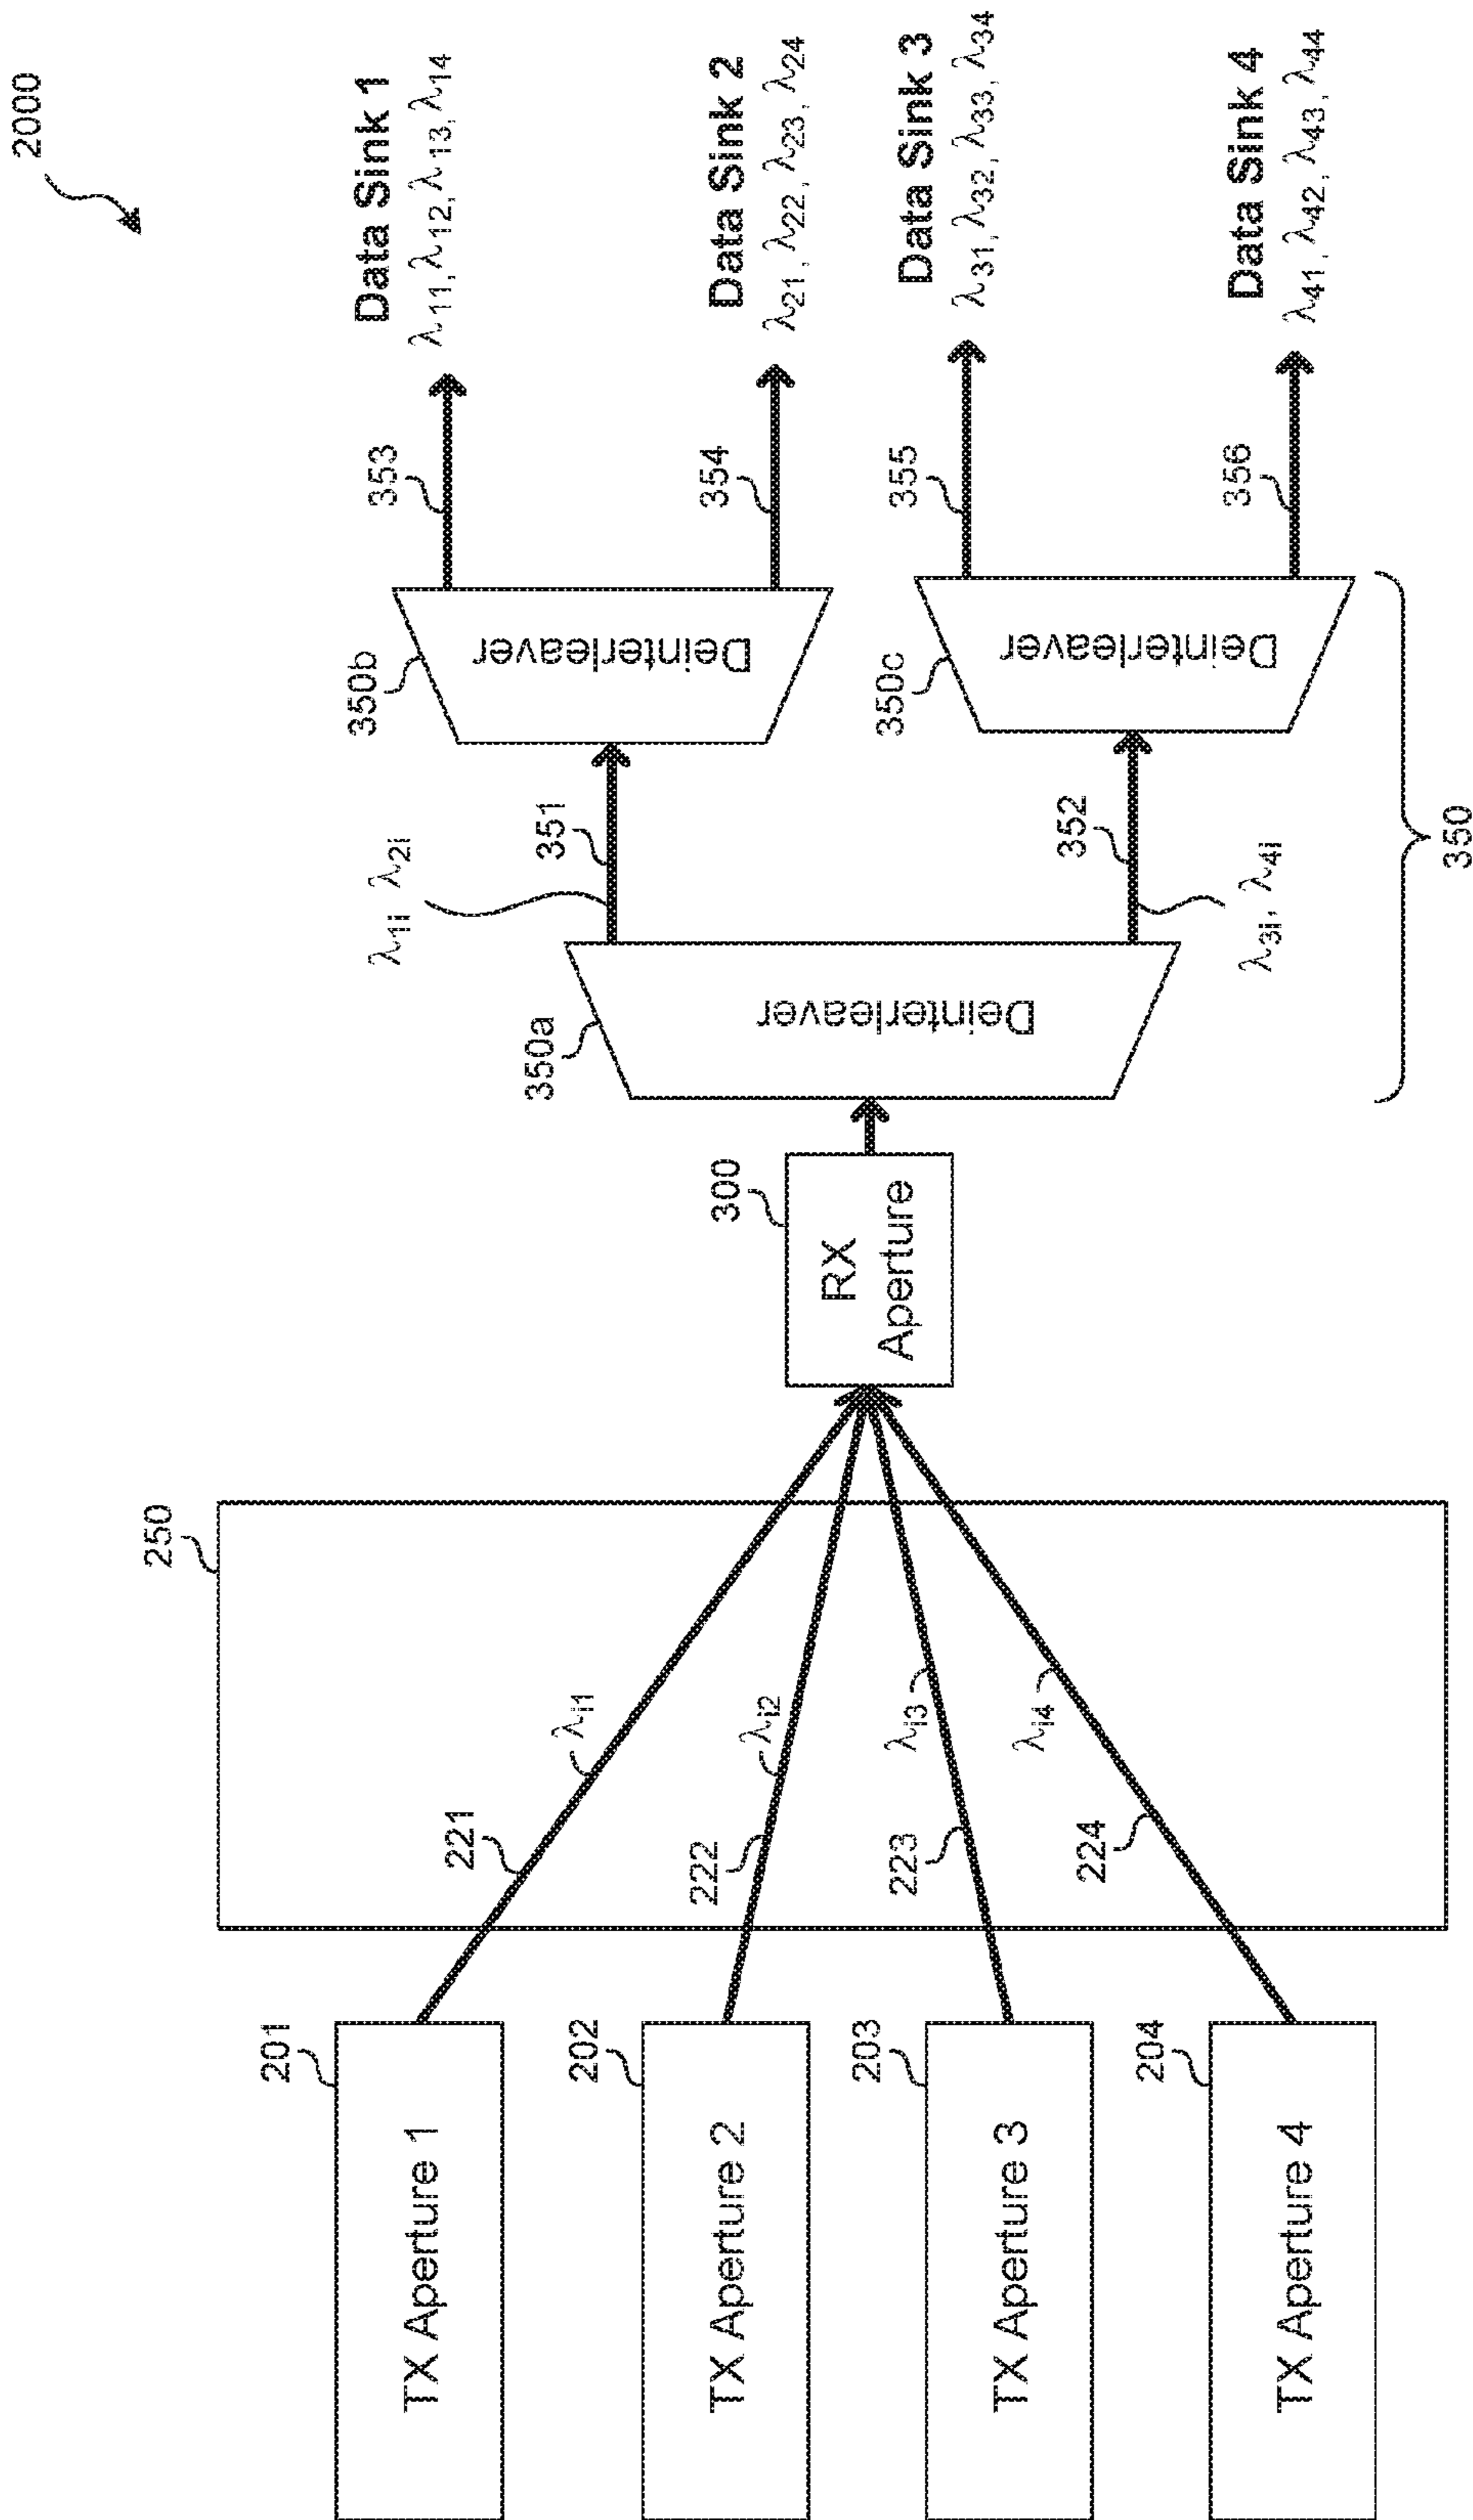 2000
201
TX Aperture 1
202
TX Aperture 2
203
TX Aperture 3
204
TX Aperture 4
250
221
λi1
222
λi2
223
λi3
224
λi4
300
RX
Aperture
350a
Deinterleaver
λ1i λ2i
351
352
λ3i, λ4i
350b
Deinterleaver
350c
Deinterleaver
350
353
354
355
356
Data Sink 1
λ11, λ12, λ13, λ14
Data Sink 2
λ21, λ22, λ23, λ24
Data Sink 3
λ31, λ32, λ33, λ34
Data Sink 4
λ41, λ42, λ43, λ44